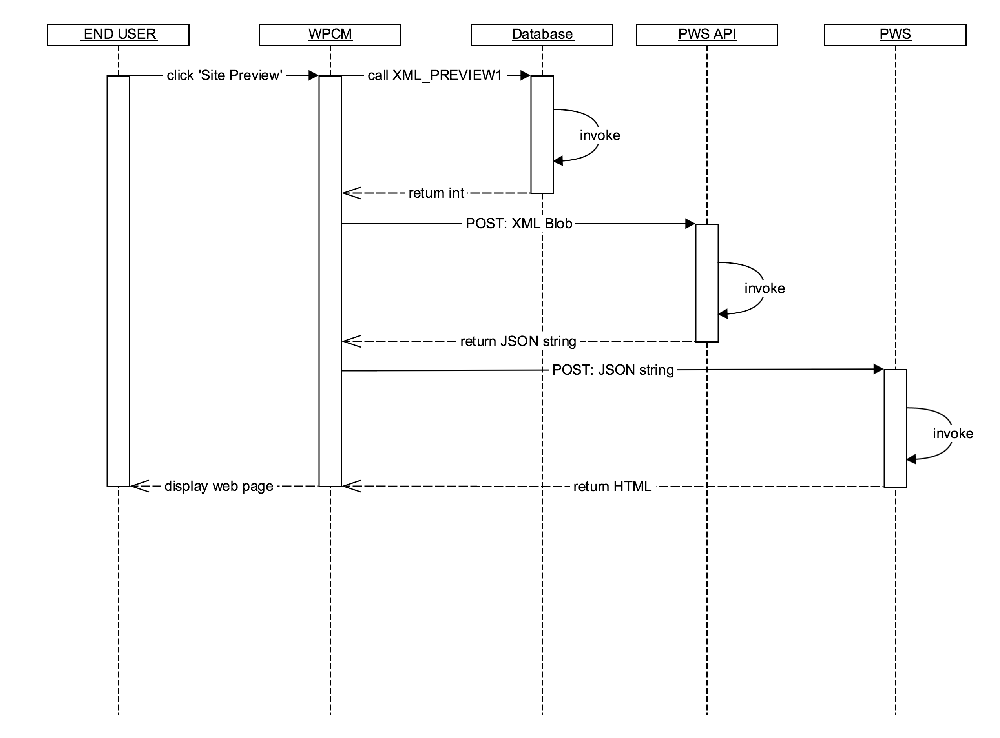 END USER
WPCM
Database
PWS API
PWS
click 'Site Preview'
call XML_PREVIEW1
invoke
return int
POST: XML Blob
invoke
return JSON string
POST: JSON string
invoke
display web page
return HTML